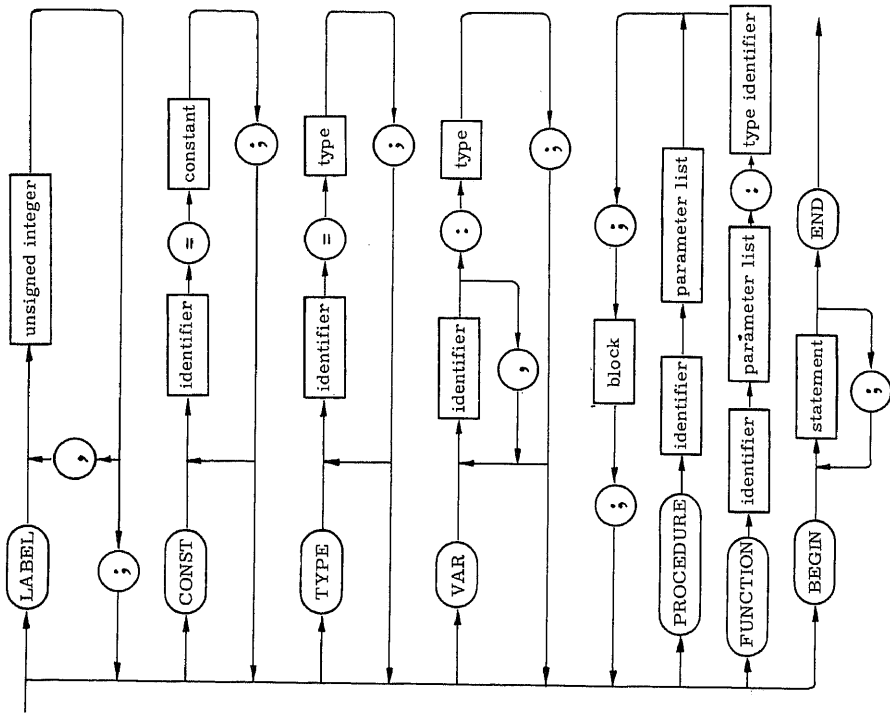 LABEL unsigned integer
,
;
CONST identifier = constant
;
TYPE identifier = type
;
VAR identifier : type
,
;
; block ;
PROCEDURE identifier parameter list
FUNCTION identifier parameter list : type identifier
BEGIN statement END
;